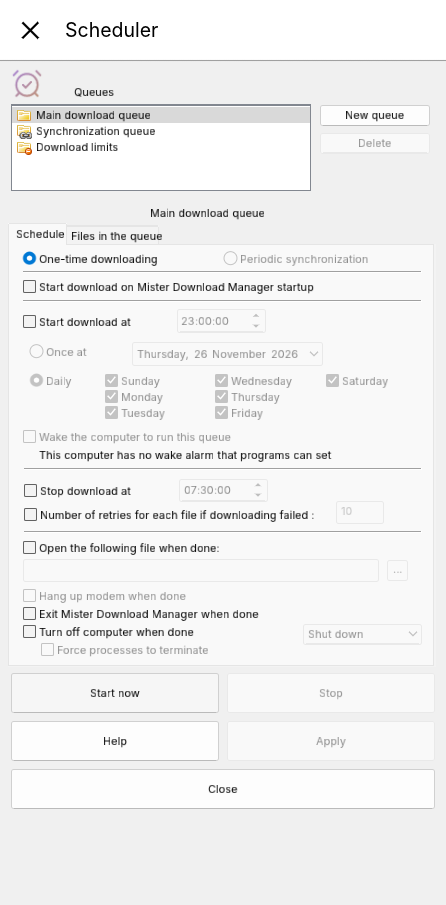 Scheduler
Queues
Main download queue
Synchronization queue
Download limits
New queue
Delete
Main download queue
Schedule Files in the queue
One-time downloading Periodic synchronization
Start download on Mister Download Manager startup
Start download at 23:00:00
Once at Thursday, 26 November 2026
Daily Sunday Wednesday Saturday
Monday Thursday
Tuesday Friday
Wake the computer to run this queue
This computer has no wake alarm that programs can set
Stop download at 07:30:00
Number of retries for each file if downloading failed : 10
Open the following file when done:
...
Hang up modem when done
Exit Mister Download Manager when done
Turn off computer when done Shut down
Force processes to terminate
Start now Stop
Help Apply
Close